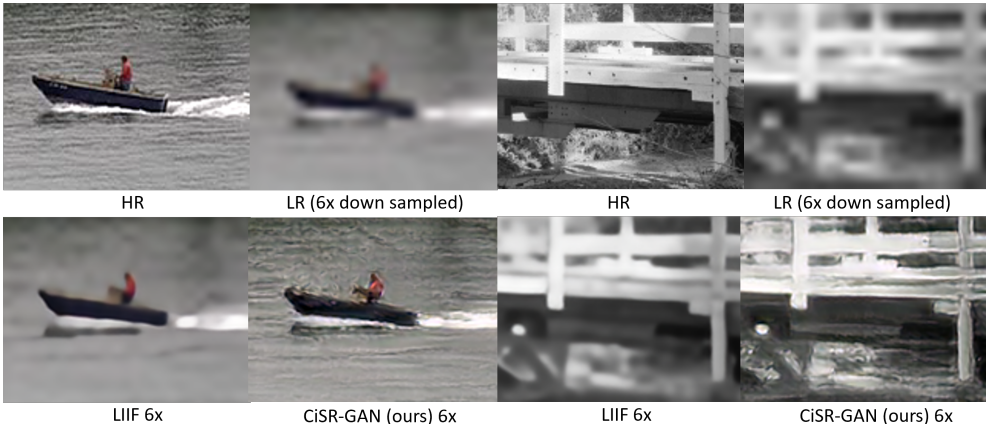 HR
LR (6x down sampled)
HR
LR (6x down sampled)
LIIF 6x
CiSR-GAN (ours) 6x
LIIF 6x
CiSR-GAN (ours) 6x